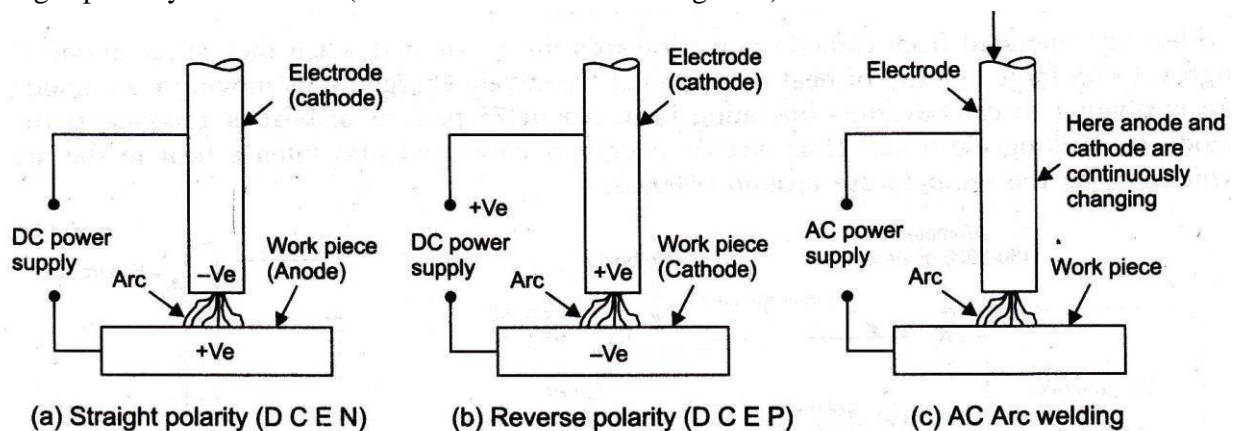 Electrode
(cathode)
DC power
supply
–Ve
Work piece
(Anode)
Arc
+Ve
(a) Straight polarity (D C E N)
Electrode
(cathode)
+Ve
DC power
supply
+Ve
Work piece
(Cathode)
Arc
–Ve
(b) Reverse polarity (D C E P)
Electrode
Here anode and
cathode are
continuously
changing
AC power
supply
Work piece
Arc
(c) AC Arc welding